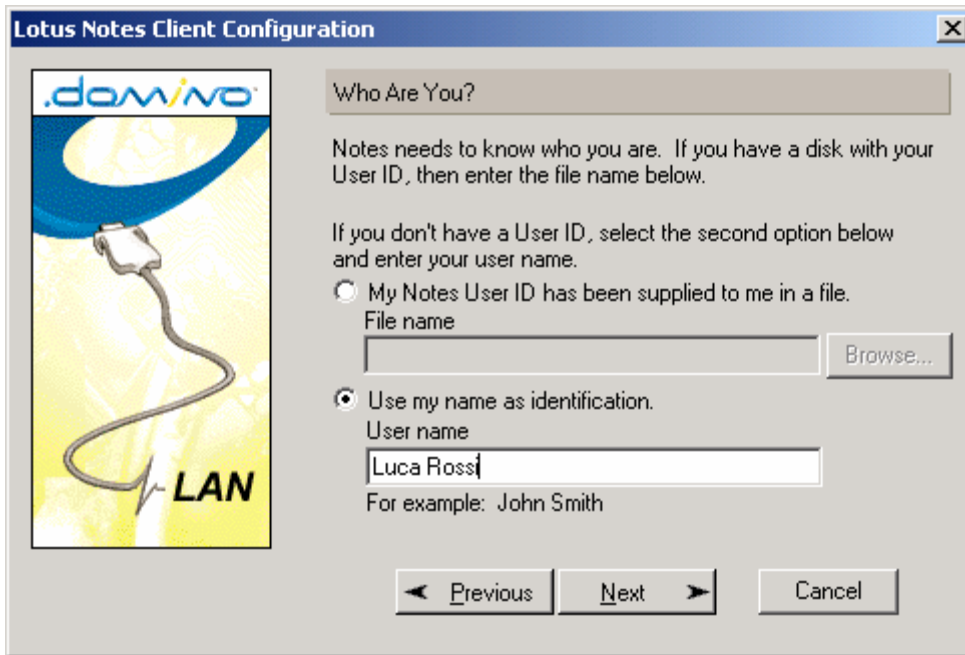 Lotus Notes Client Configuration
.domino
Who Are You?
Notes needs to know who you are. If you have a disk with your
User ID, then enter the file name below.
If you don't have a User ID, select the second option below
and enter your user name.
My Notes User ID has been supplied to me in a file.
File name
Browse...
Use my name as identification.
User name
Luca Rossi
For example: John Smith
LAN
Previous
Next
Cancel